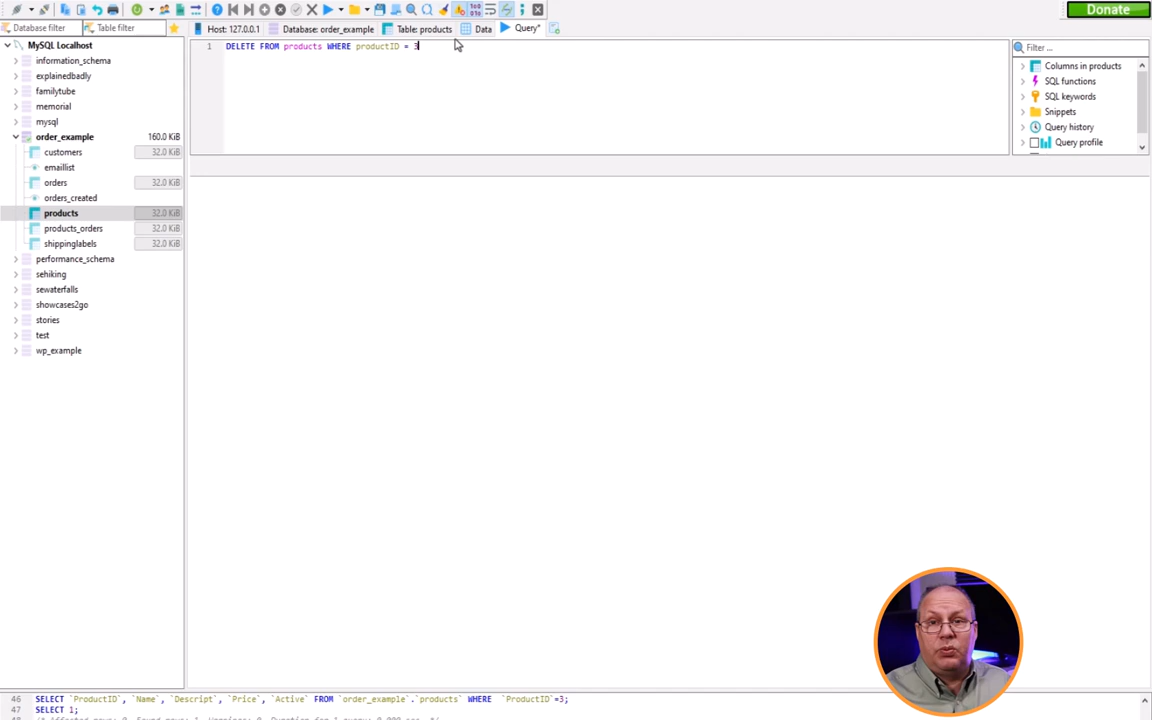 Donate
Database filter
Table filter
Host: 127.0.0.1
Database: order_example
Table: products
Data
Query*
MySQL Localhost
information_schema
explainedbadly
familytube
memorial
mysql
order_example 160.0 KiB
customers 32.0 KiB
emaillist
orders 32.0 KiB
orders_created
products 32.0 KiB
products_orders 32.0 KiB
shippinglabels 32.0 KiB
performance_schema
sehiking
sewaterfalls
showcases2go
stories
test
wp_example
1 DELETE FROM products WHERE productID = 3
Filter ...
Columns in products
SQL functions
SQL keywords
Snippets
Query history
Query profile
46 SELECT `ProductID`, `Name`, `Descript`, `Price`, `Active` FROM `order_example`.`products` WHERE `ProductID`=3;
47 SELECT 1;